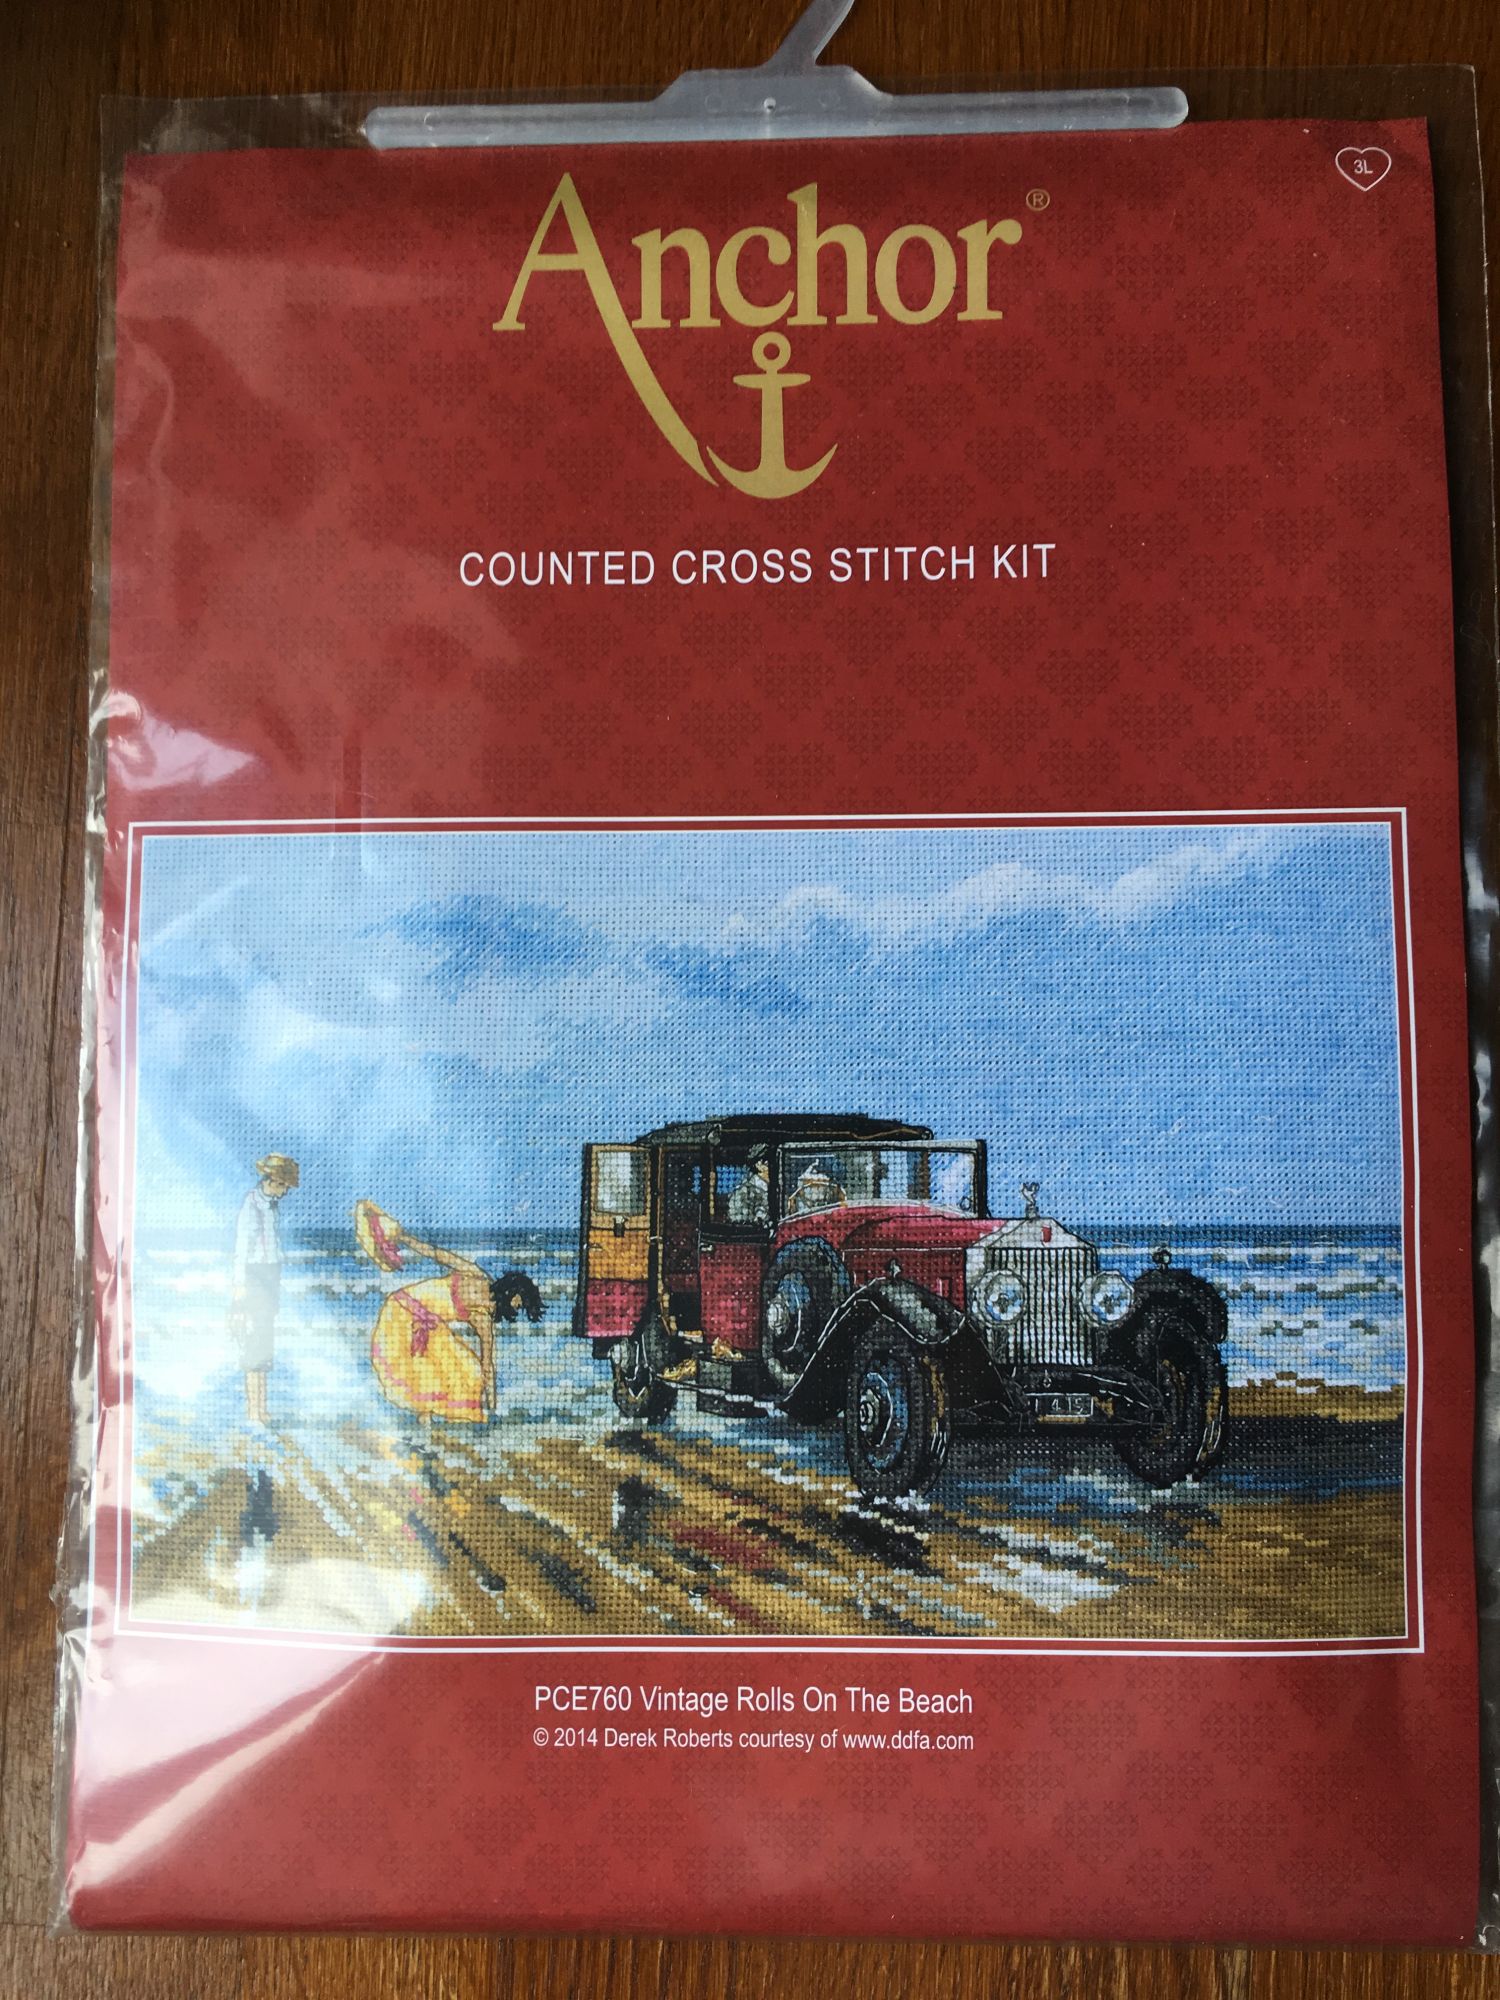 3L
Anchor®
COUNTED CROSS STITCH KIT
PCE760 Vintage Rolls On The Beach
© 2014 Derek Roberts courtesy of www.ddfa.com